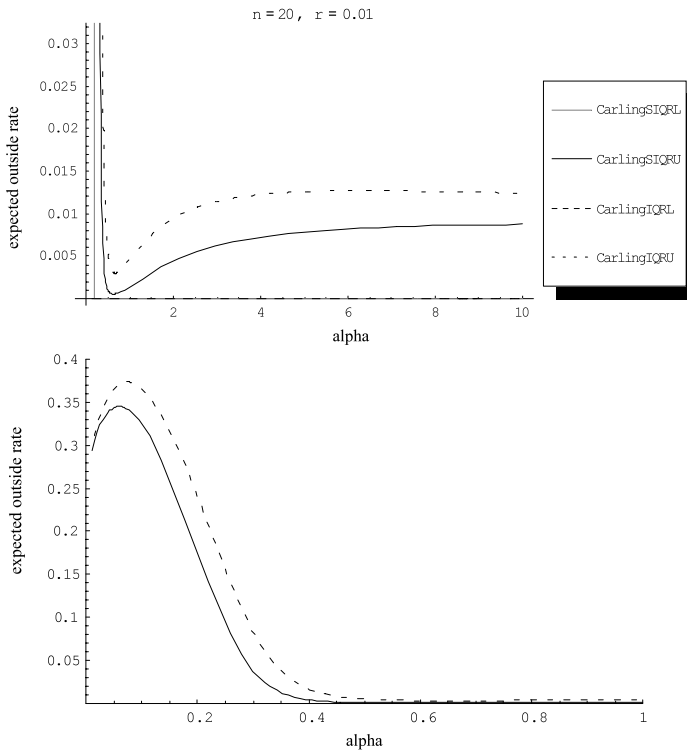 n = 20 , r = 0.01
expected outside rate
0.03
0.025
0.02
0.015
0.01
0.005
2
4
6
8
10
alpha
CarlingSIQRL
CarlingSIQRU
CarlingIQRL
CarlingIQRU
expected outside rate
0.4
0.35
0.3
0.25
0.2
0.15
0.1
0.05
0.2
0.4
0.6
0.8
1
alpha